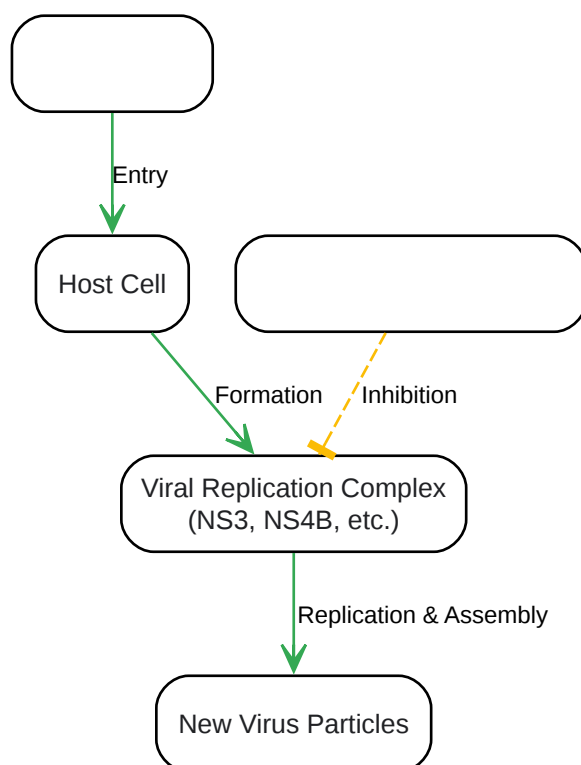 Entry
Host Cell
Formation
Inhibition
Viral Replication Complex
(NS3, NS4B, etc.)
Replication & Assembly
New Virus Particles